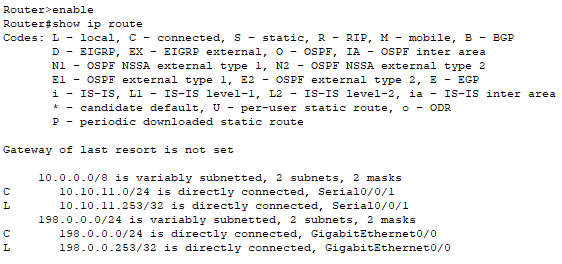 Router>enable
Router#show ip route
Codes: L - local, C - connected, S - static, R - RIP, M - mobile, B - BGP
D - EIGRP, EX - EIGRP external, O - OSPF, IA - OSPF inter area
N1 - OSPF NSSA external type 1, N2 - OSPF NSSA external type 2
E1 - OSPF external type 1, E2 - OSPF external type 2, E - EGP
i - IS-IS, L1 - IS-IS level-1, L2 - IS-IS level-2, ia - IS-IS inter area
* - candidate default, U - per-user static route, o - ODR
P - periodic downloaded static route
Gateway of last resort is not set
10.0.0.0/8 is variably subnetted, 2 subnets, 2 masks
C 10.10.11.0/24 is directly connected, Serial0/0/1
L 10.10.11.253/32 is directly connected, Serial0/0/1
198.0.0.0/24 is variably subnetted, 2 subnets, 2 masks
C 198.0.0.0/24 is directly connected, GigabitEthernet0/0
L 198.0.0.253/32 is directly connected, GigabitEthernet0/0